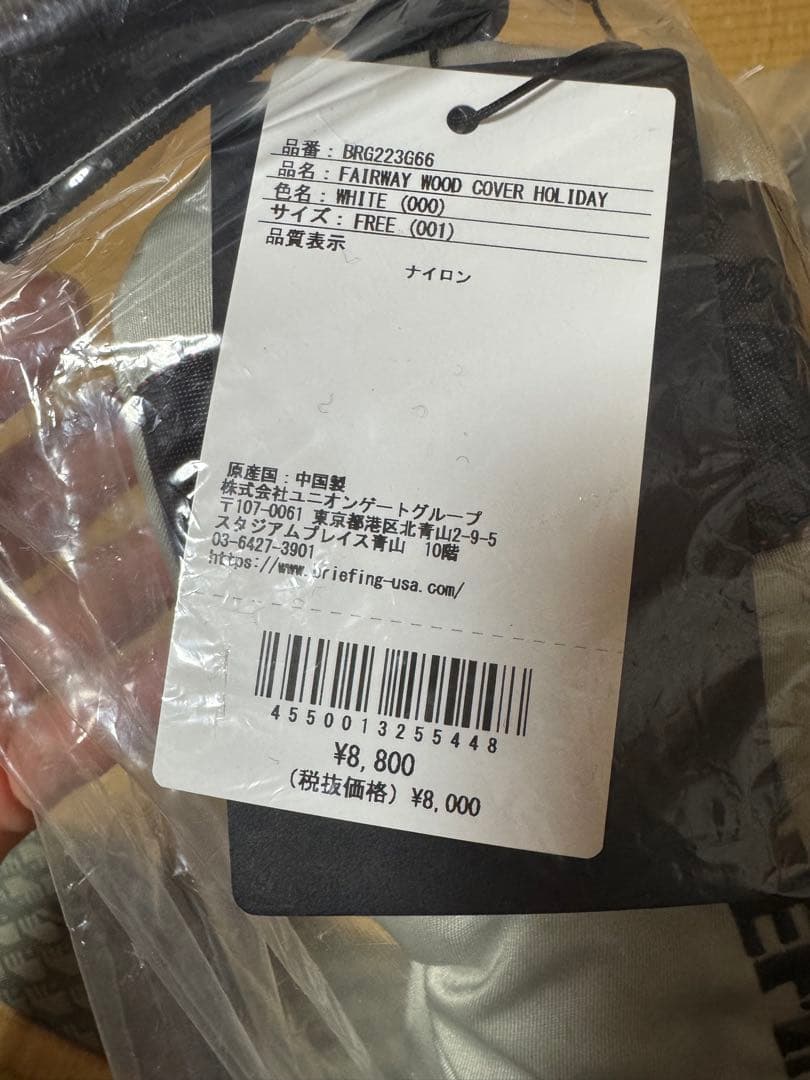 品番：BRG223G66
品名：FAIRWAY WOOD COVER HOLIDAY
色名：WHITE (000)
サイズ：FREE (001)
品質表示
ナイロン
原産国：中国製
株式会社ユニオンゲートグループ
〒107-0061 東京都港区北青山2-9-5
スタジアムプレイス青山 10階
03-6427-3901
https://www.briefing-usa.com/
4550013255448
¥8,800
（税抜価格）¥8,000